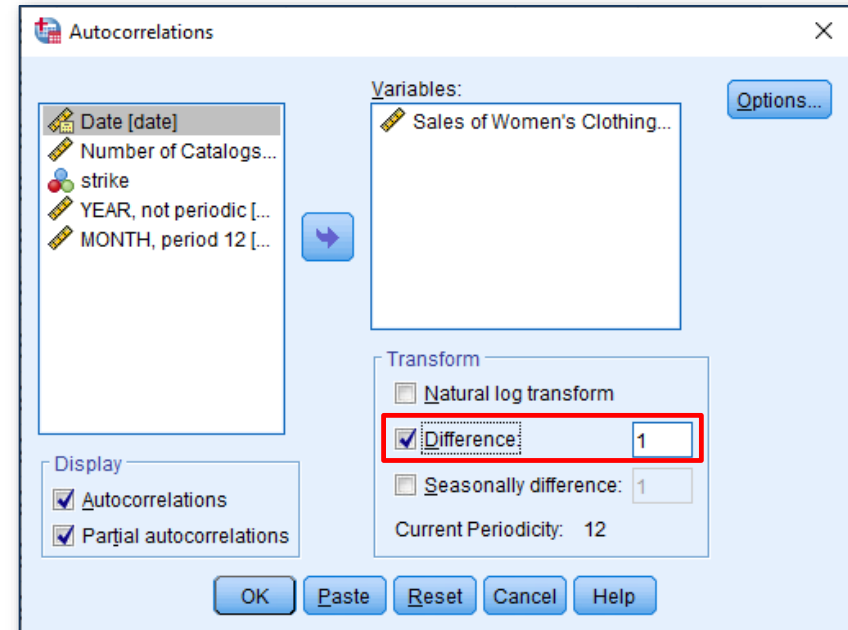 Autocorrelations
Variables:
Options...
Date [date]
Number of Catalogs...
strike
YEAR, not periodic [...
MONTH, period 12 [...
Sales of Women's Clothing...
Transform
Natural log transform
Difference: 1
Seasonally difference: 1
Current Periodicity: 12
Display
Autocorrelations
Partial autocorrelations
OK Paste Reset Cancel Help